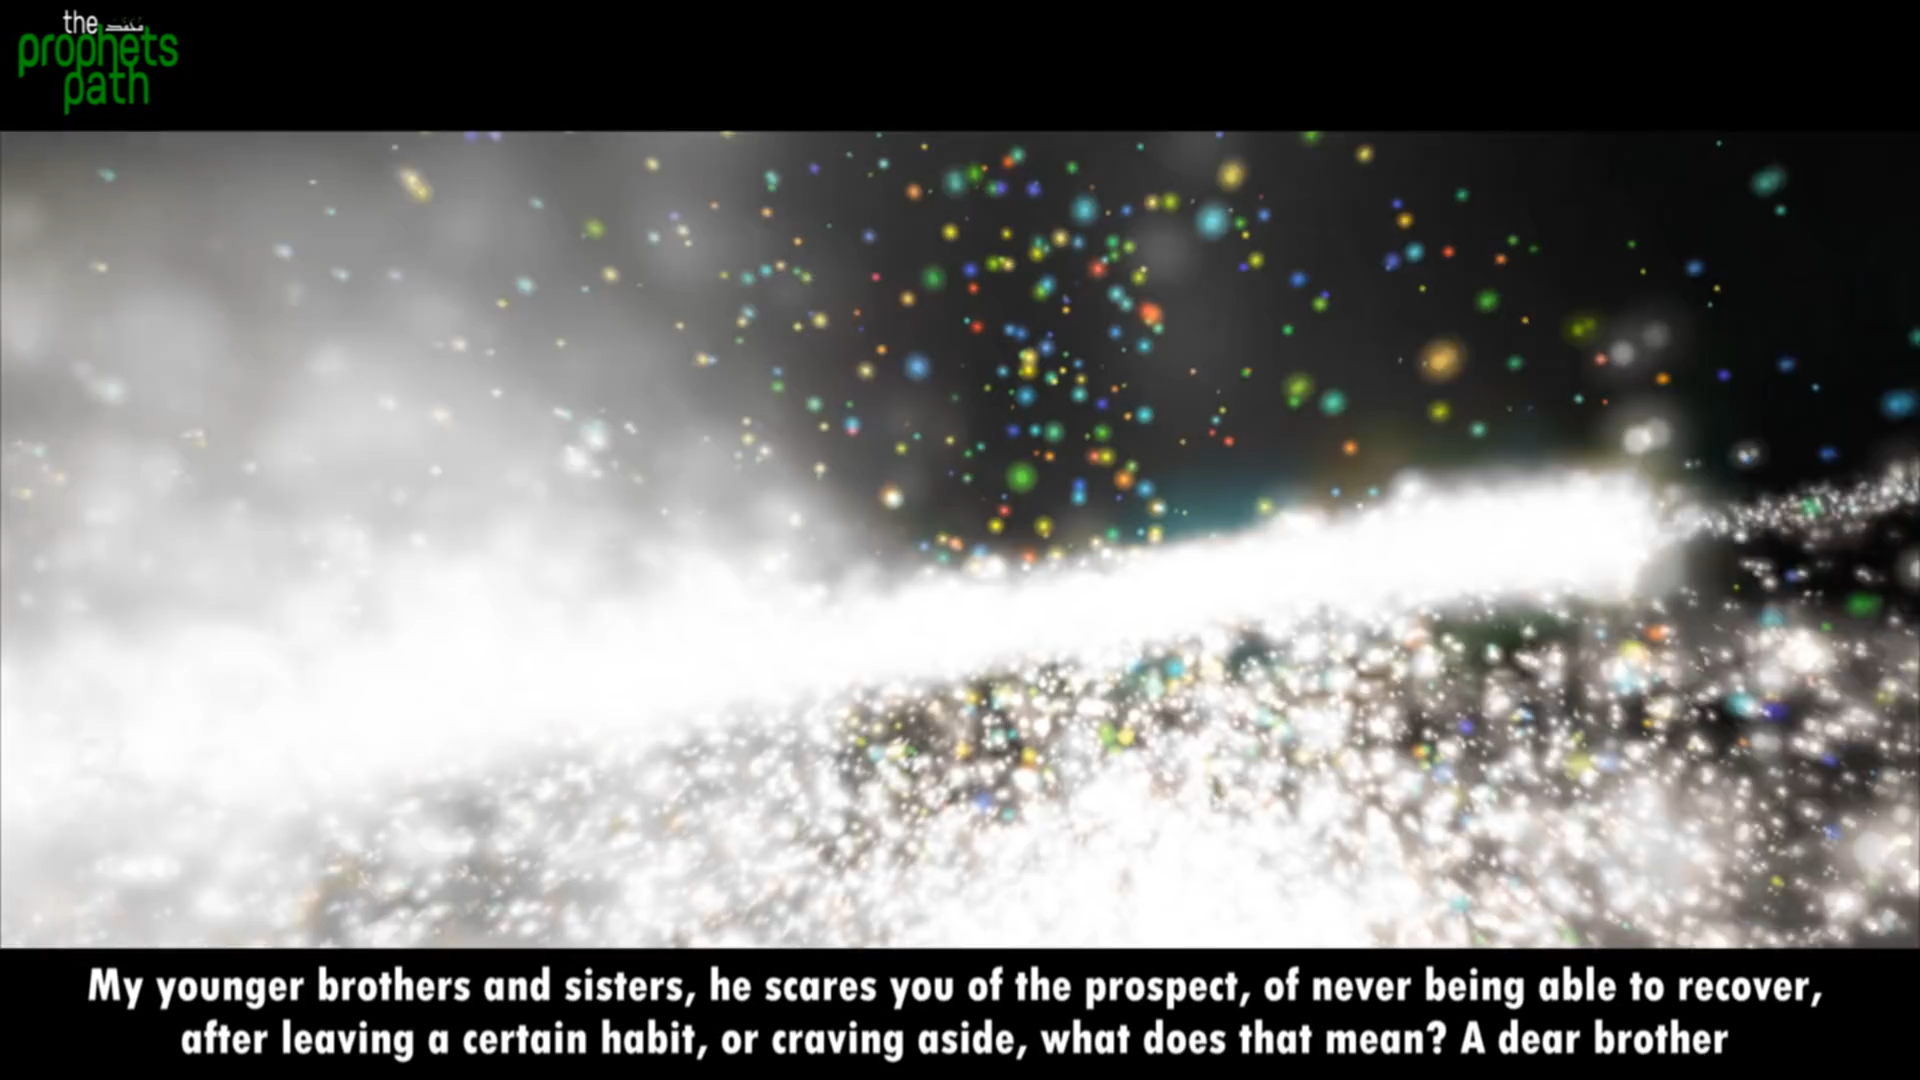 the محمد
prophets
path
My younger brothers and sisters, he scares you of the prospect, of never being able to recover,
after leaving a certain habit, or craving aside, what does that mean? A dear brother